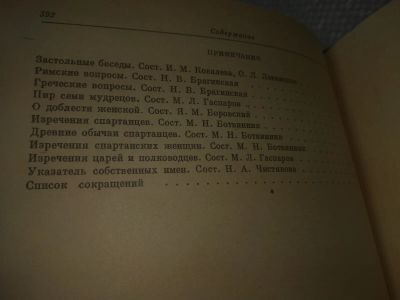 592
Содержание
ПРИМЕЧАНИЯ
Застольные беседы. Сост. И. М. Ковалева, О. Л. Левинская
Римские вопросы. Сост. Н. В. Брагинская
Греческие вопросы. Сост. Н. В. Брагинская
Пир семи мудрецов. Сост. М. Л. Гаспаров
О доблести женской. Сост. Я. М. Боровский
Изречения спартанцев. Сост. М. Н. Ботвинник
Древние обычаи спартанцев. Сост. М. Н. Ботвинник
Изречения спартанских женщин. Сост. М. Н. Ботвинник
Изречения царей и полководцев. Сост. М. Л. Гаспаров
Указатель собственных имен. Сост. Н. А. Чистякова
Список сокращений